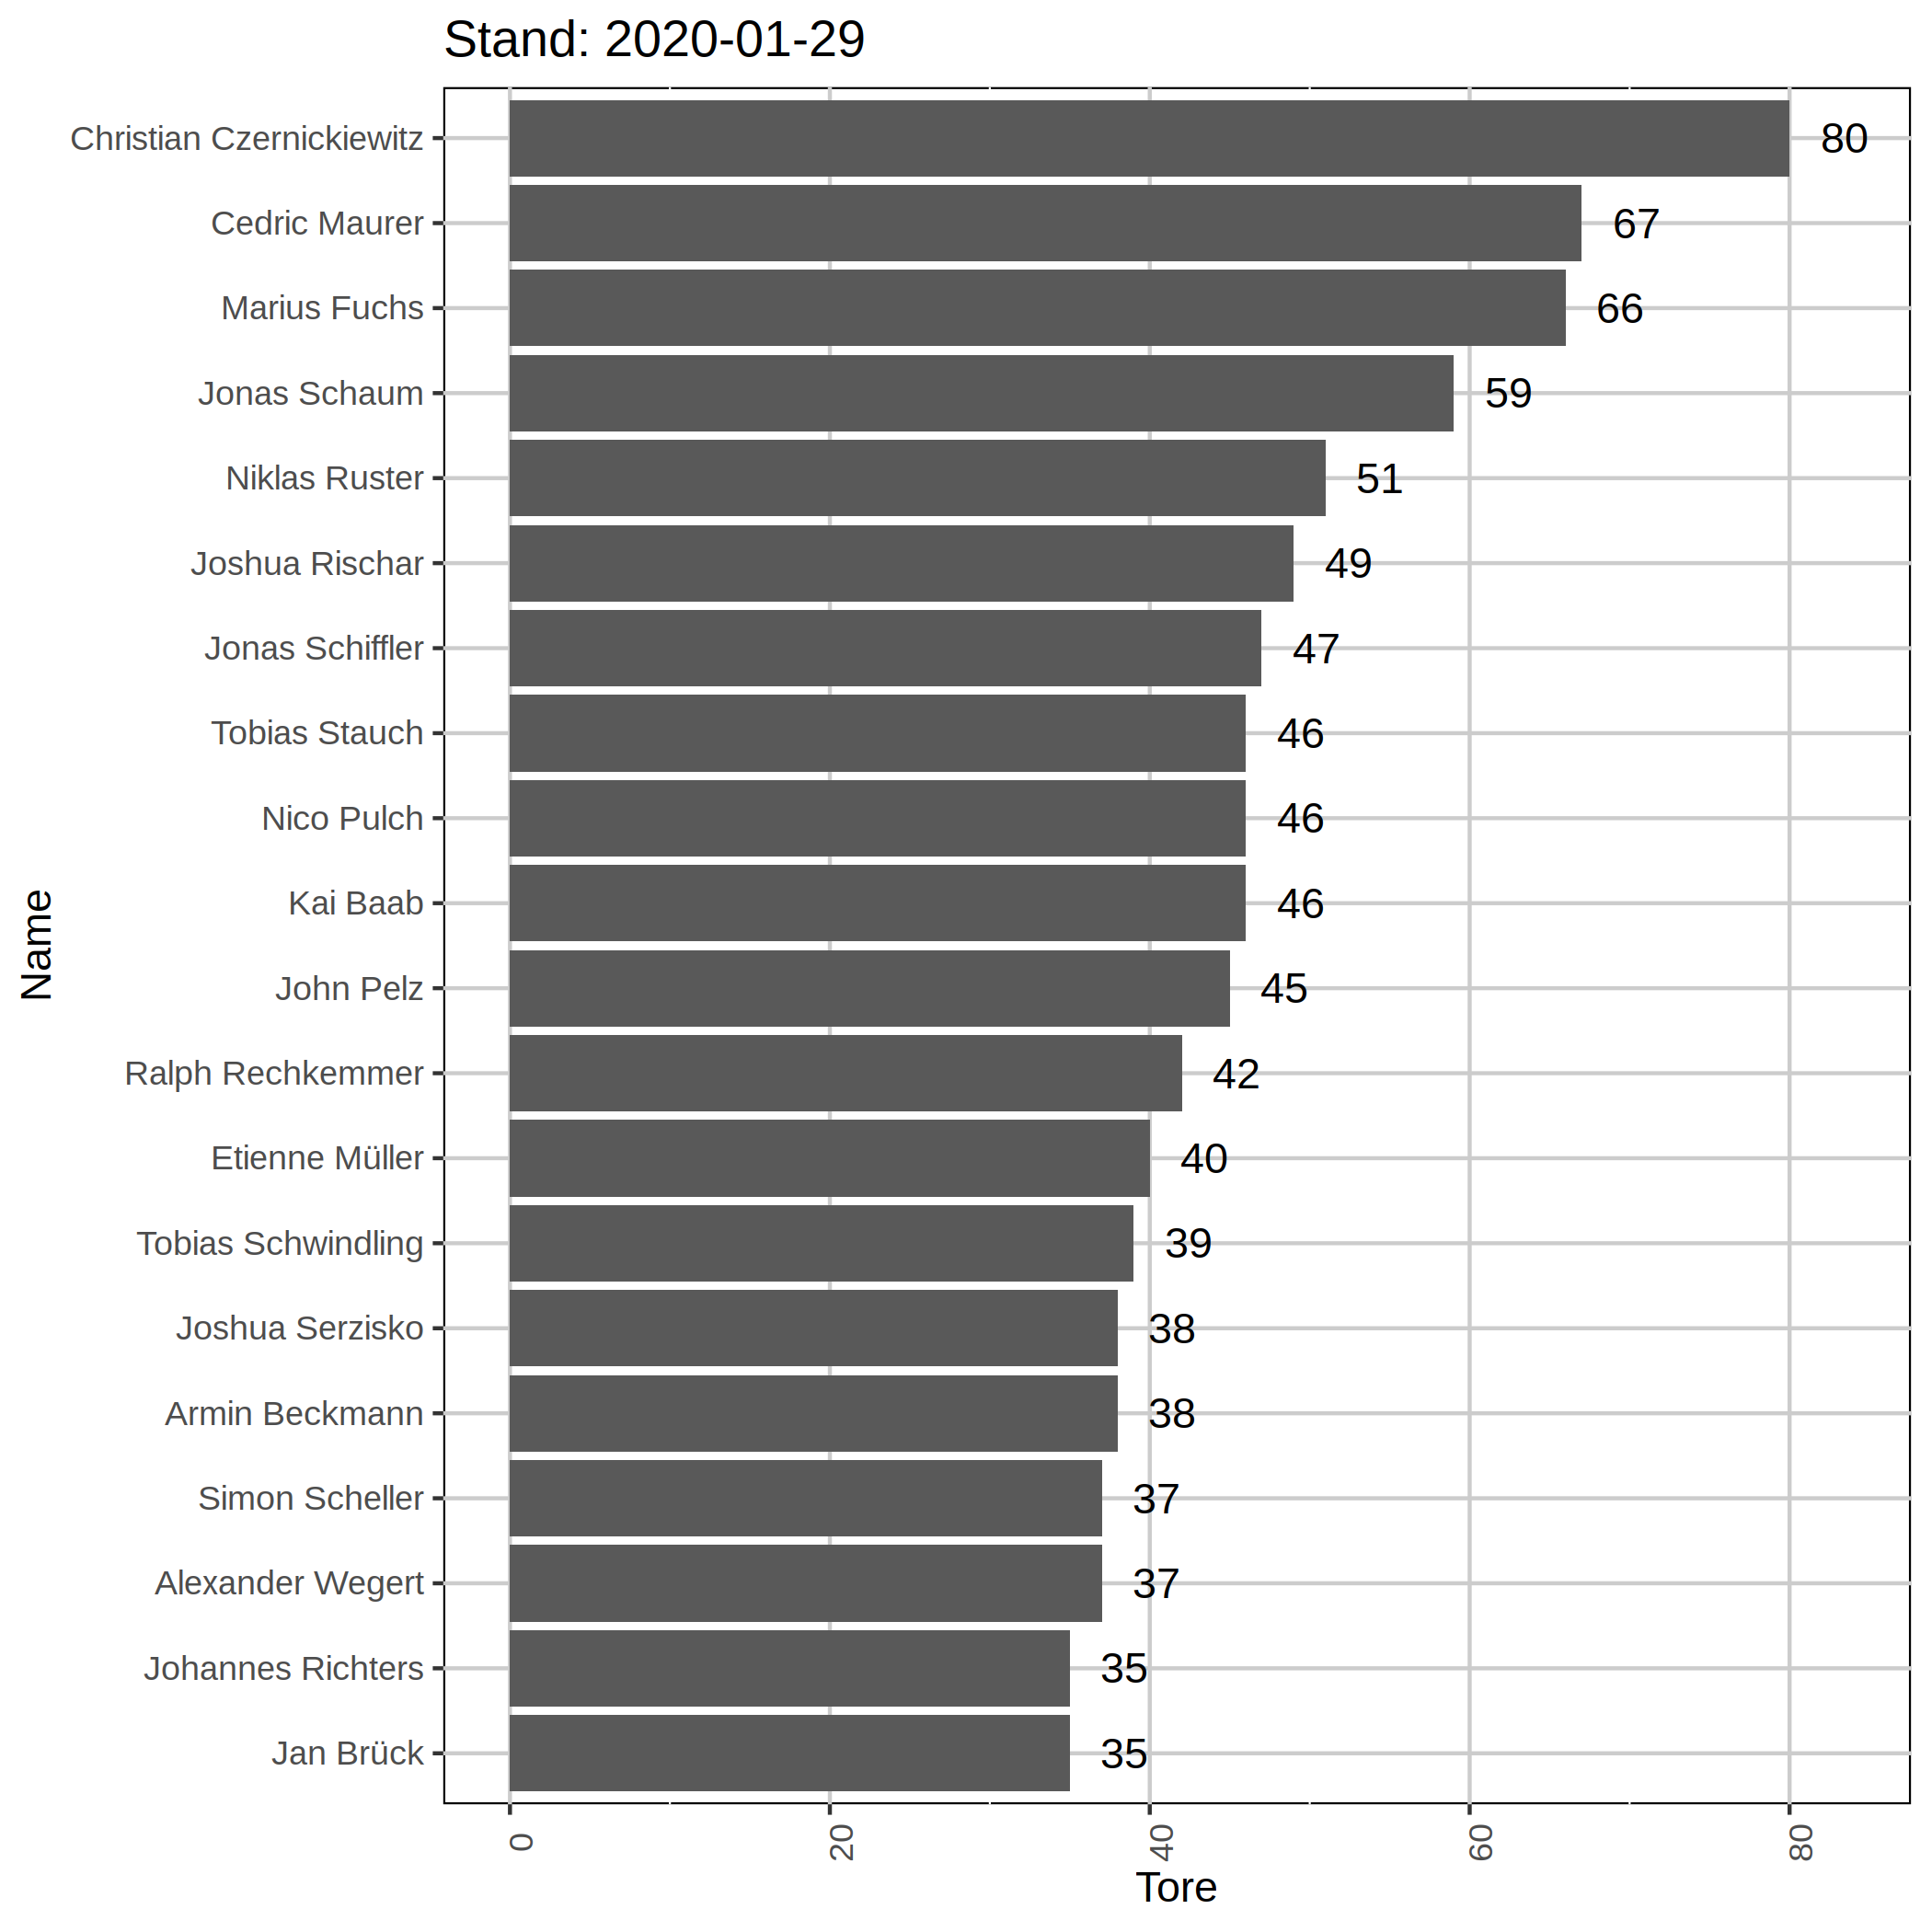 Stand: 2020-01-29
Christian Czernickiewitz 80
Cedric Maurer 67
Marius Fuchs 66
Jonas Schaum 59
Niklas Ruster 51
Joshua Rischar 49
Jonas Schiffler 47
Tobias Stauch 46
Nico Pulch 46
Kai Baab 46
John Pelz 45
Ralph Rechkemmer 42
Etienne Müller 40
Tobias Schwindling 39
Joshua Serzisko 38
Armin Beckmann 38
Simon Scheller 37
Alexander Wegert 37
Johannes Richters 35
Jan Brück 35
Name
0 20 40 60 80
Tore